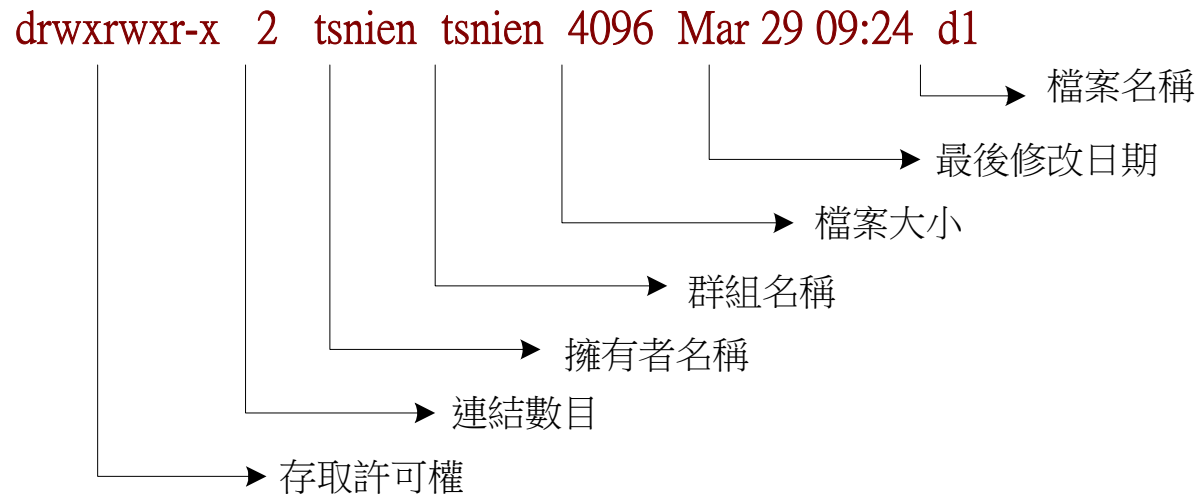 drwxrwxr-x 2 tsnien tsnien 4096 Mar 29 09:24 d1
檔案名稱
最後修改日期
檔案大小
群組名稱
擁有者名稱
連結數目
存取許可權